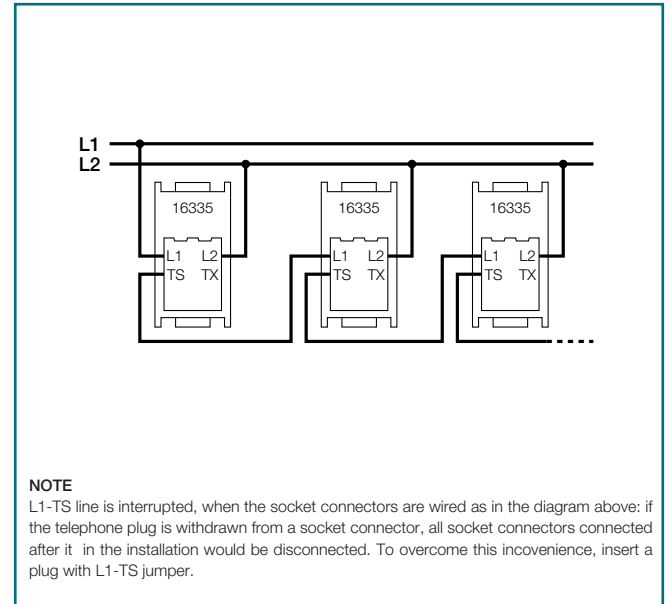 L1
L2
16335 16335 16335
L1 L2 L1 L2 L1 L2
TS TX TS TX TS TX
NOTE
L1-TS line is interrupted, when the socket connectors are wired as in the diagram above: if
the telephone plug is withdrawn from a socket connector, all socket connectors connected
after it in the installation would be disconnected. To overcome this incovenience, insert a
plug with L1-TS jumper.